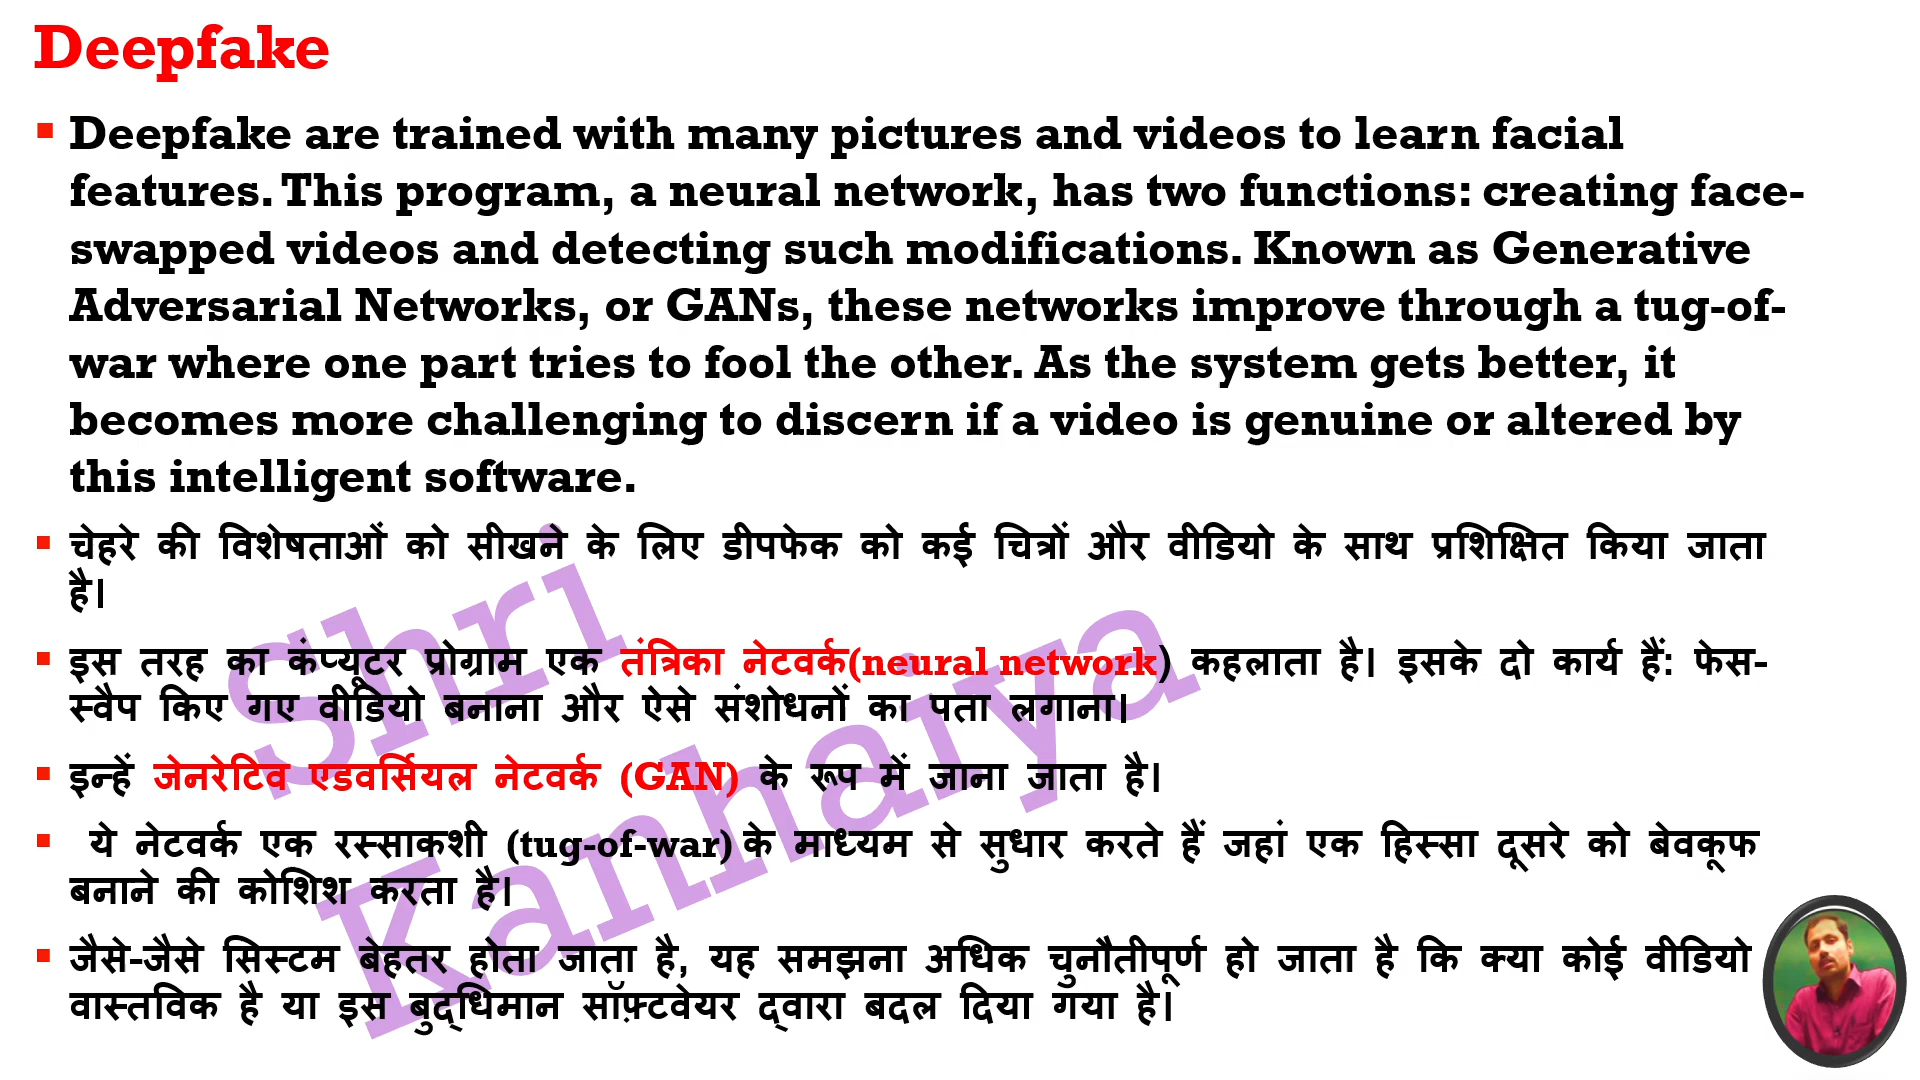 Deepfake
▪ Deepfake are trained with many pictures and videos to learn facial
features. This program, a neural network, has two functions: creating face-
swapped videos and detecting such modifications. Known as Generative
Adversarial Networks, or GANs, these networks improve through a tug-of-
war where one part tries to fool the other. As the system gets better, it
becomes more challenging to discern if a video is genuine or altered by
this intelligent software.
▪ चेहरे की विशेषताओं को सीखने के लिए डीपफेक को कई चित्रों और वीडियो के साथ प्रशिक्षित किया जाता
है।
▪ इस तरह का कंप्यूटर प्रोग्राम एक तंत्रिका नेटवर्क(neural network) कहलाता है। इसके दो कार्य हैं: फेस-
स्वैप किए गए वीडियो बनाना और ऐसे संशोधनों का पता लगाना।
▪ इन्हें जेनरेटिव एडवर्सियल नेटवर्क (GAN) के रूप में जाना जाता है।
▪ ये नेटवर्क एक रस्साकशी (tug-of-war) के माध्यम से सुधार करते हैं जहां एक हिस्सा दूसरे को बेवकूफ
बनाने की कोशिश करता है।
▪ जैसे-जैसे सिस्टम बेहतर होता जाता है, यह समझना अधिक चुनौतीपूर्ण हो जाता है कि क्या कोई वीडियो
वास्तविक है या इस बुद्धिमान सॉफ़्टवेयर द्वारा बदल दिया गया है।
Shri
Kanhaiya